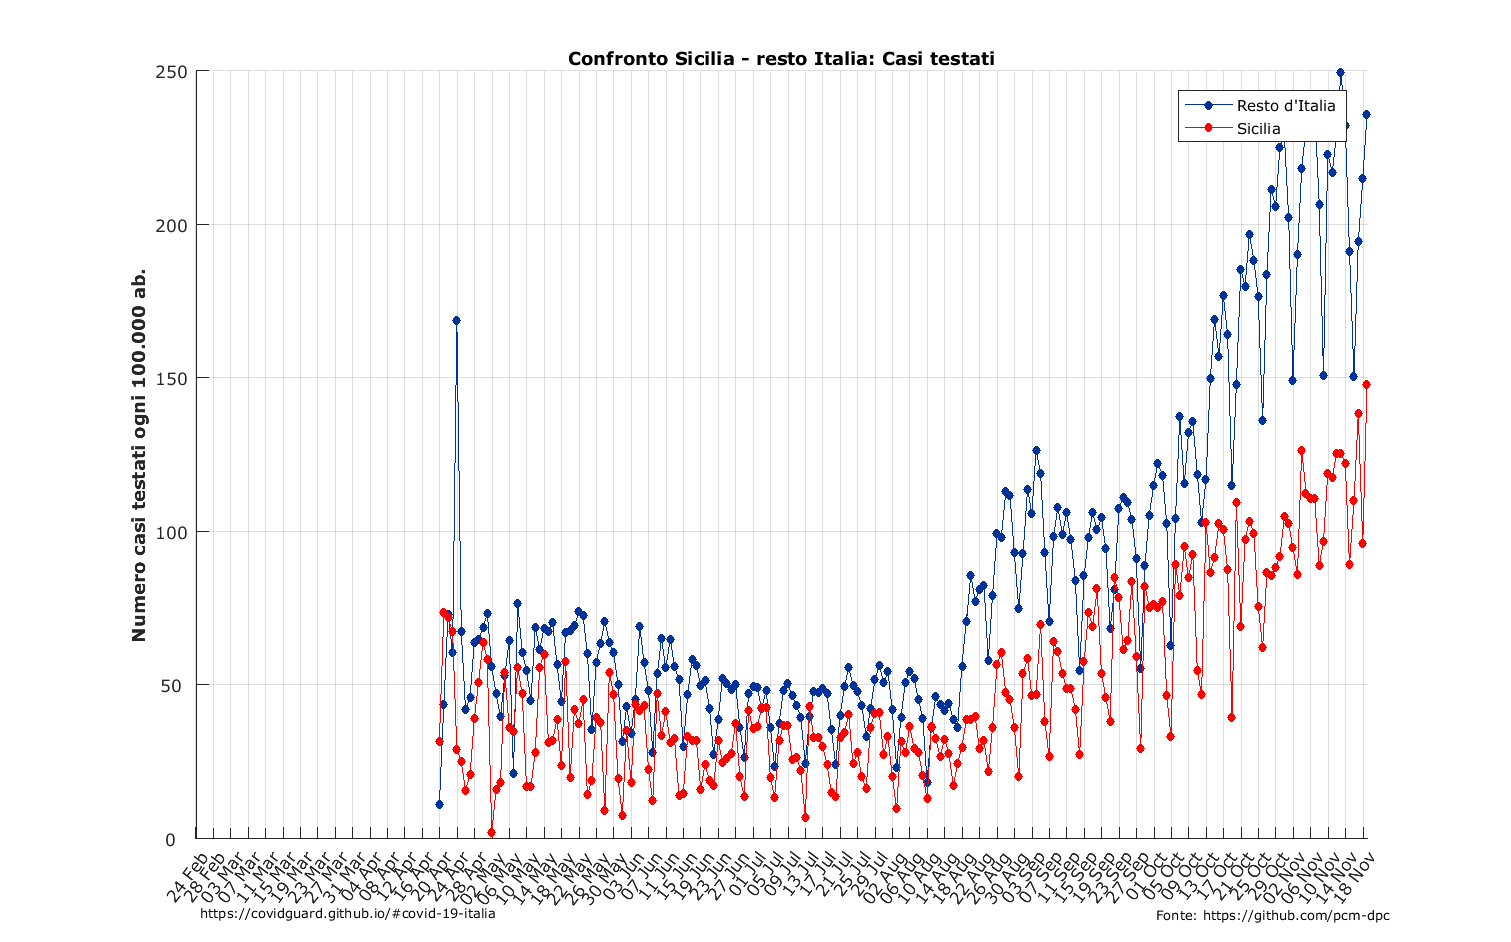 Confronto Sicilia - resto Italia: Casi testati
250
200
150
100
50
0
Numero casi testati ogni 100.000 ab.
Resto d'Italia
Sicilia
24 Feb
28 Feb
03 Mar
07 Mar
11 Mar
15 Mar
19 Mar
23 Mar
27 Mar
31 Mar
04 Apr
08 Apr
12 Apr
16 Apr
20 Apr
24 Apr
28 Apr
02 May
06 May
10 May
14 May
18 May
22 May
26 May
30 May
03 Jun
07 Jun
11 Jun
15 Jun
19 Jun
23 Jun
27 Jun
01 Jul
05 Jul
09 Jul
13 Jul
17 Jul
21 Jul
25 Jul
29 Jul
02 Aug
06 Aug
10 Aug
14 Aug
18 Aug
22 Aug
26 Aug
30 Aug
03 Sep
07 Sep
11 Sep
15 Sep
19 Sep
23 Sep
27 Sep
01 Oct
05 Oct
09 Oct
13 Oct
17 Oct
21 Oct
25 Oct
29 Oct
02 Nov
06 Nov
10 Nov
14 Nov
18 Nov
https://covidguard.github.io/#covid-19-italia
Fonte: https://github.com/pcm-dpc